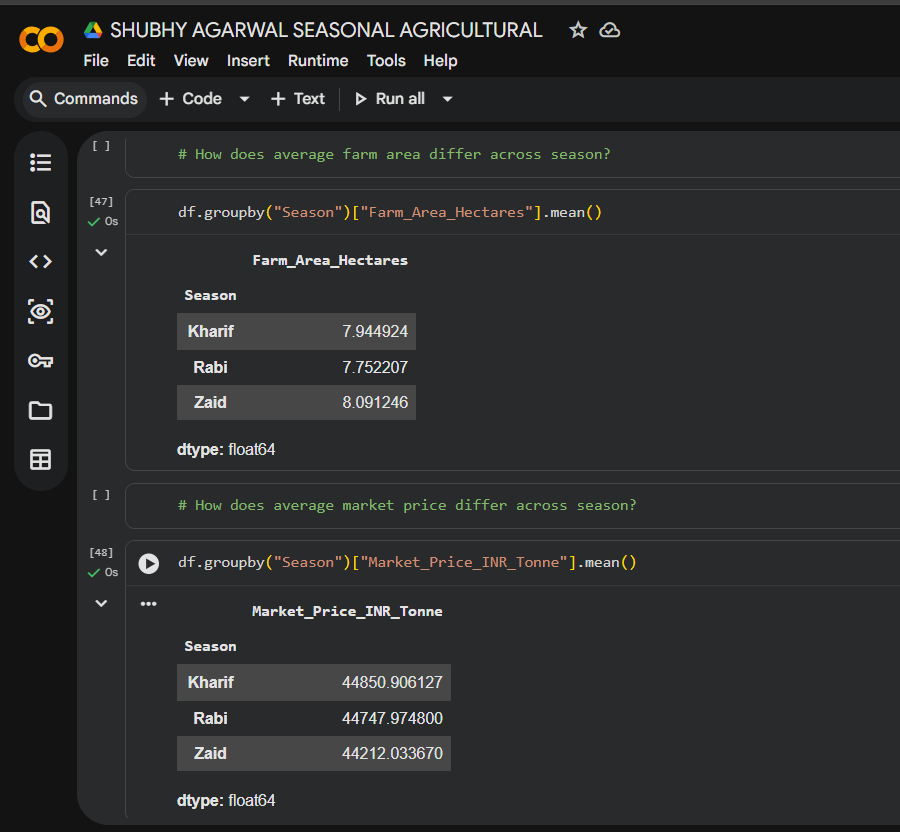 SHUBHY AGARWAL SEASONAL AGRICULTURAL
File Edit View Insert Runtime Tools Help
Commands + Code + Text Run all
[ ]
# How does average farm area differ across season?
[47]
0s
df.groupby("Season")["Farm_Area_Hectares"].mean()
Farm_Area_Hectares
Season
Kharif 7.944924
Rabi 7.752207
Zaid 8.091246
dtype: float64
[ ]
# How does average market price differ across season?
[48]
0s
df.groupby("Season")["Market_Price_INR_Tonne"].mean()
Market_Price_INR_Tonne
Season
Kharif 44850.906127
Rabi 44747.974800
Zaid 44212.033670
dtype: float64